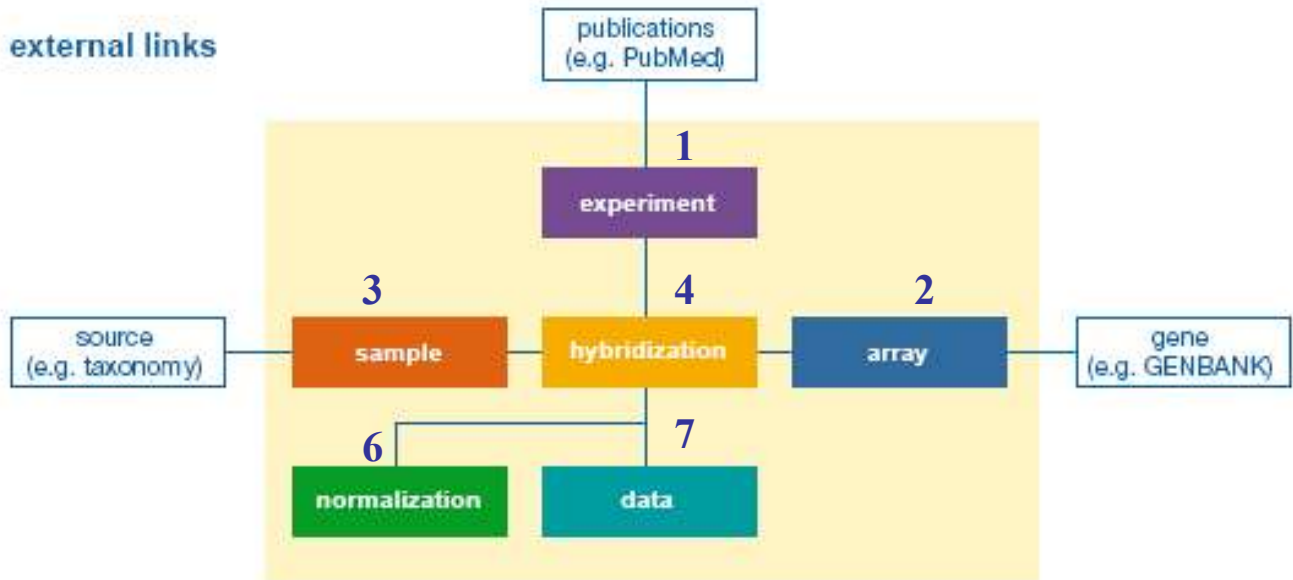 external links
publications
(e.g. PubMed)
1
experiment
3
4
2
source
(e.g. taxonomy)
sample
hybridization
array
gene
(e.g. GENBANK)
6
7
normalization
data